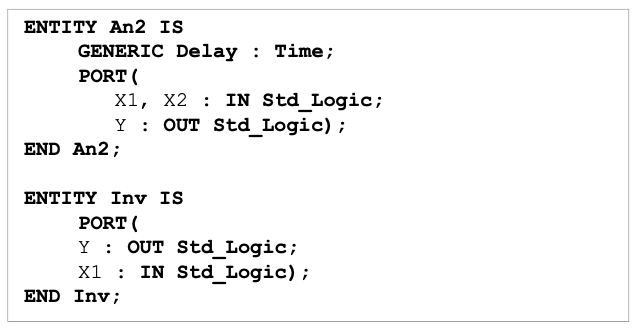 ENTITY An2 IS
GENERIC Delay : Time;
PORT(
X1, X2 : IN Std_Logic;
Y : OUT Std_Logic);
END An2;
ENTITY Inv IS
PORT(
Y : OUT Std_Logic;
X1 : IN Std_Logic);
END Inv;